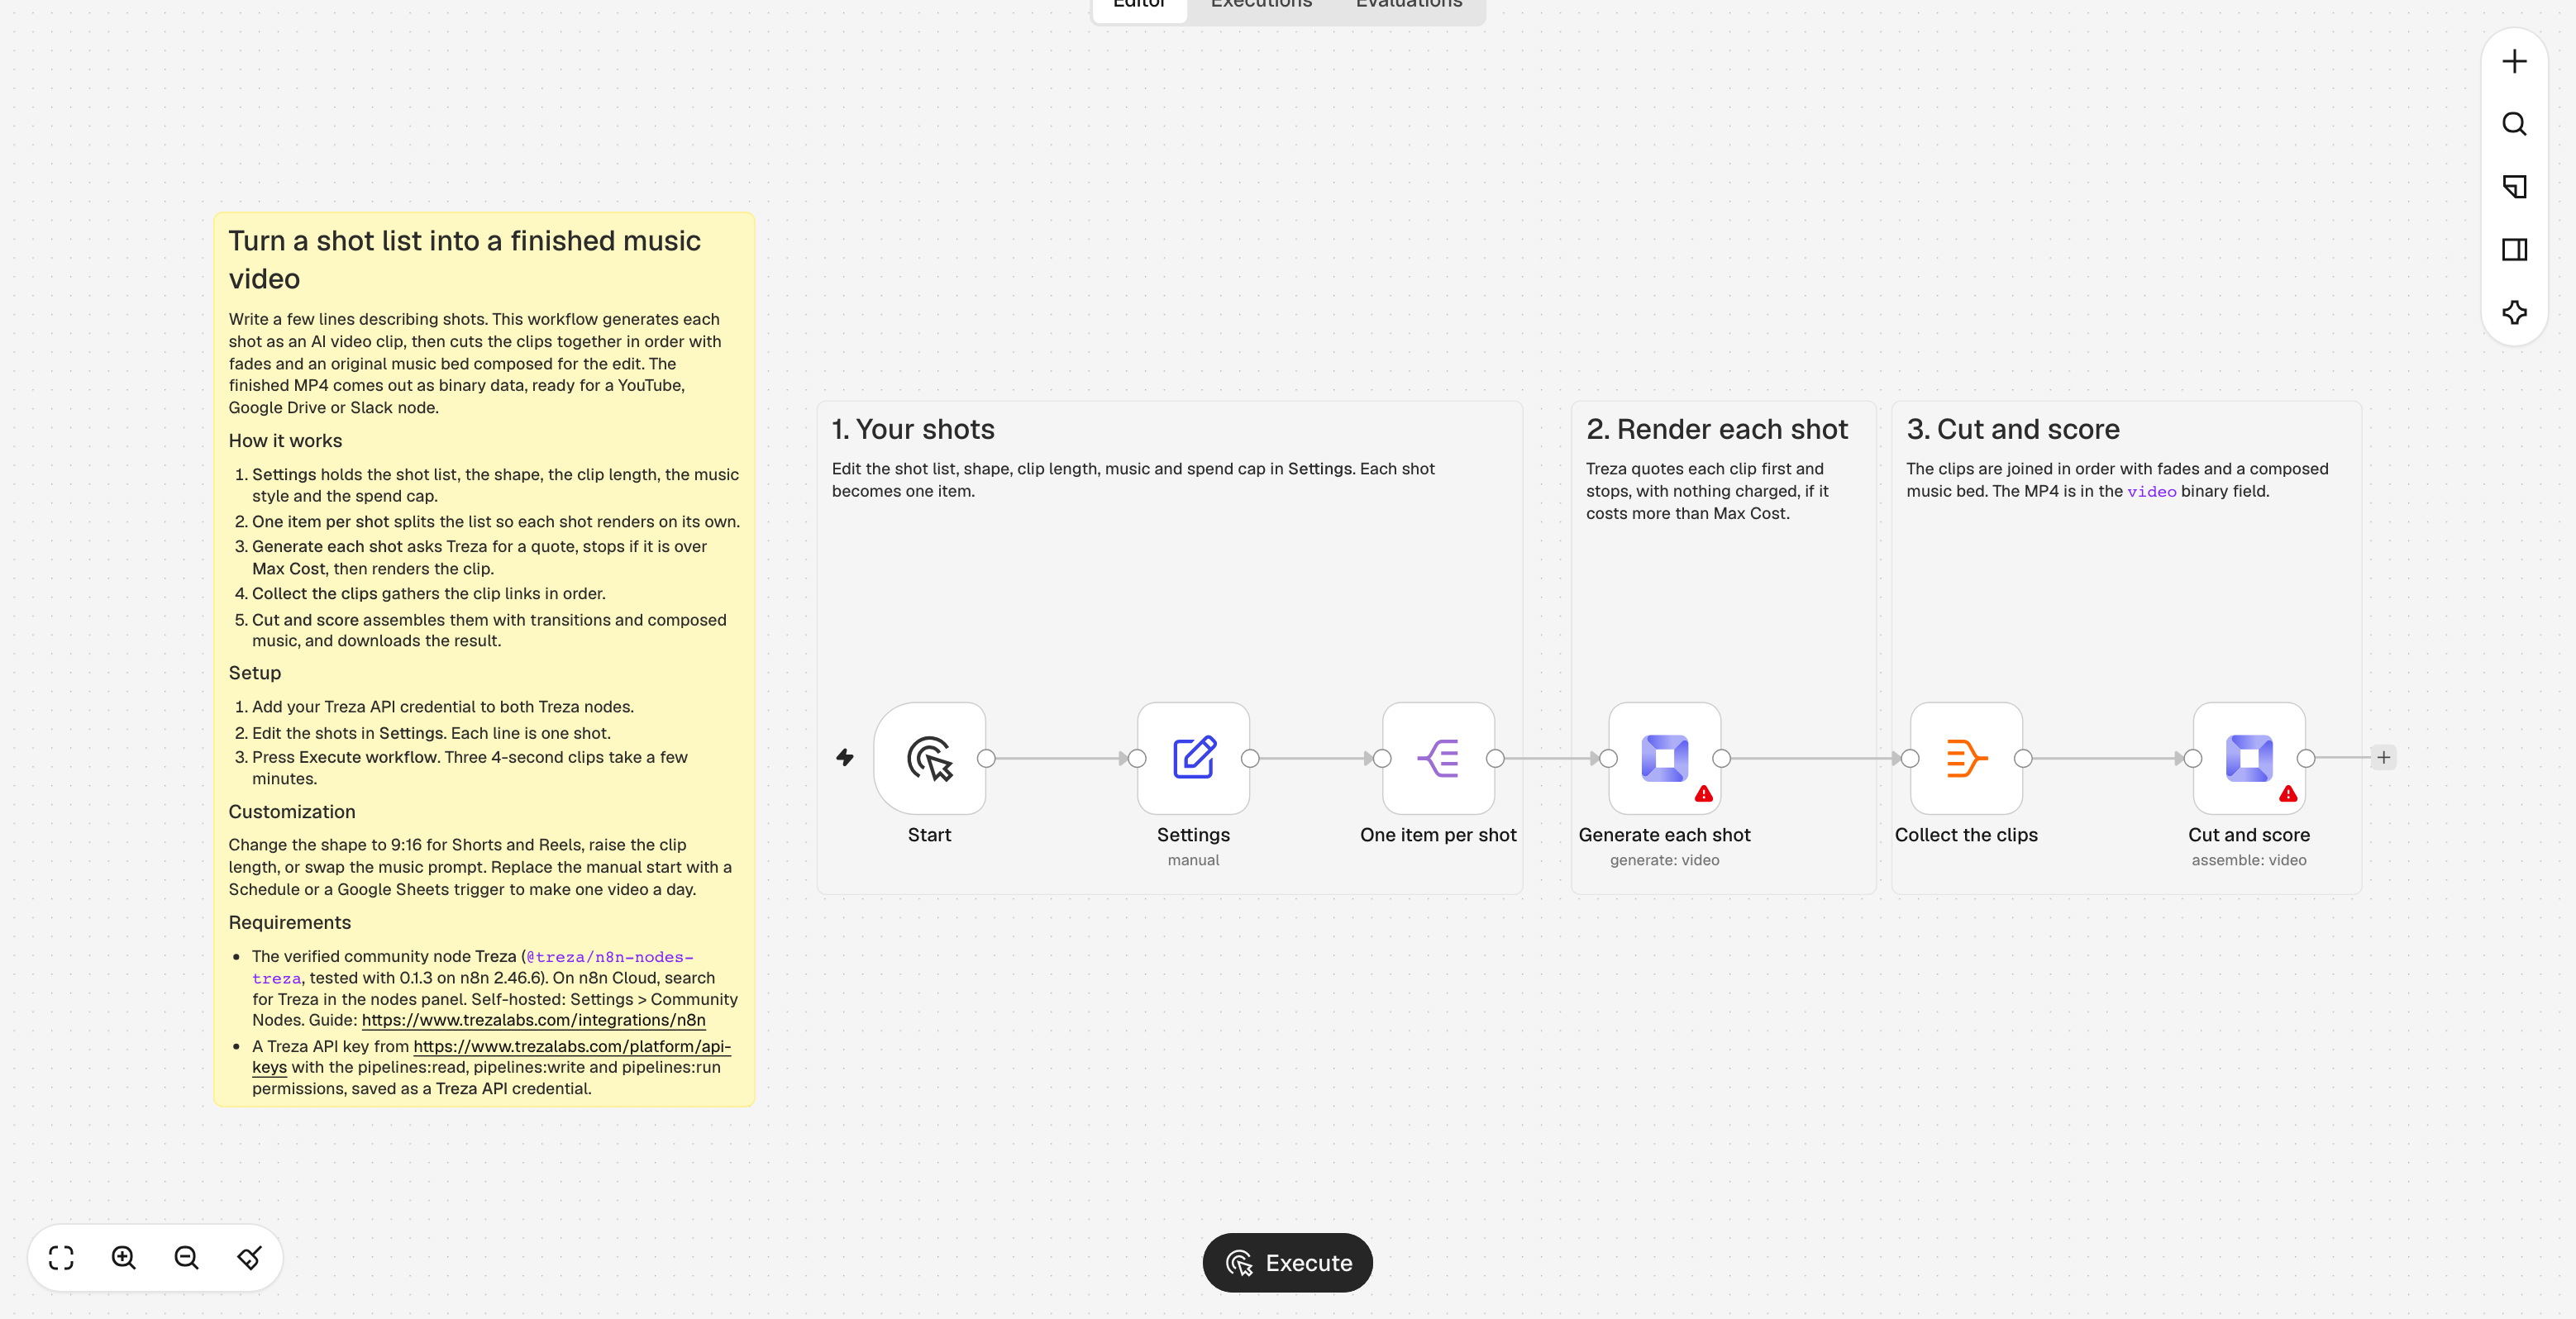 Editor Executions Evaluations
Turn a shot list into a finished music
video
Write a few lines describing shots. This workflow generates each
shot as an AI video clip, then cuts the clips together in order with
fades and an original music bed composed for the edit. The
finished MP4 comes out as binary data, ready for a YouTube,
Google Drive or Slack node.
How it works
1. Settings holds the shot list, the shape, the clip length, the music
style and the spend cap.
2. One item per shot splits the list so each shot renders on its own.
3. Generate each shot asks Treza for a quote, stops if it is over
Max Cost, then renders the clip.
4. Collect the clips gathers the clip links in order.
5. Cut and score assembles them with transitions and composed
music, and downloads the result.
Setup
1. Add your Treza API credential to both Treza nodes.
2. Edit the shots in Settings. Each line is one shot.
3. Press Execute workflow. Three 4-second clips take a few
minutes.
Customization
Change the shape to 9:16 for Shorts and Reels, raise the clip
length, or swap the music prompt. Replace the manual start with a
Schedule or a Google Sheets trigger to make one video a day.
Requirements
• The verified community node Treza (@treza/n8n-nodes-
treza, tested with 0.1.3 on n8n 2.46.6). On n8n Cloud, search
for Treza in the nodes panel. Self-hosted: Settings > Community
Nodes. Guide: https://www.trezalabs.com/integrations/n8n
• A Treza API key from https://www.trezalabs.com/platform/api-
keys with the pipelines:read, pipelines:write and pipelines:run
permissions, saved as a Treza API credential.
1. Your shots
Edit the shot list, shape, clip length, music and spend cap in Settings. Each shot
becomes one item.
Start
Settings
manual
One item per shot
2. Render each shot
Treza quotes each clip first and
stops, with nothing charged, if it
costs more than Max Cost.
Generate each shot
generate: video
3. Cut and score
The clips are joined in order with fades and a composed
music bed. The MP4 is in the video binary field.
Collect the clips
Cut and score
assemble: video
Execute